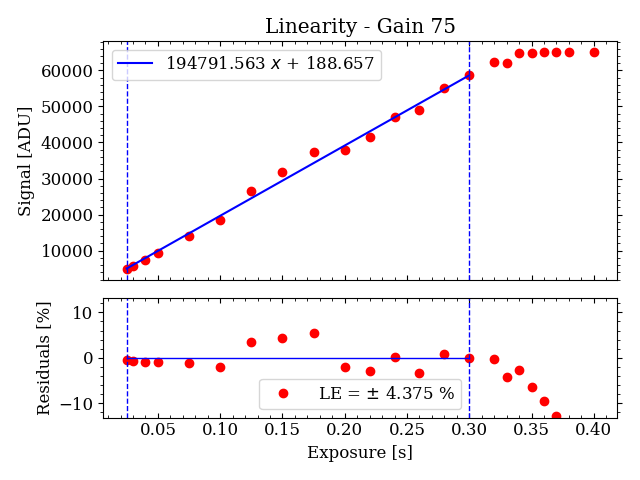 Linearity - Gain 75
194791.563 x + 188.657
Signal [ADU]
60000
50000
40000
30000
20000
10000
LE = ± 4.375 %
Residuals [%]
10
0
−10
0.05 0.10 0.15 0.20 0.25 0.30 0.35 0.40
Exposure [s]